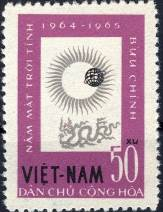 1964-1965
NĂM MẶT TRỜI TĨNH
BƯU CHÍNH
XU
VIỆT-NAM 50
DÂN CHỦ CỘNG HÒA